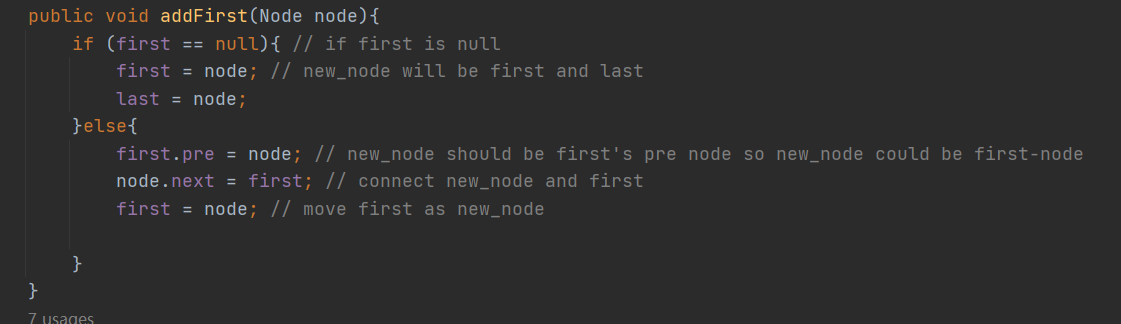 public void addFirst(Node node){
if (first == null){ // if first is null
first = node; // new_node will be first and last
last = node;
}else{
first.pre = node; // new_node should be first's pre node so new_node could be first-node
node.next = first; // connect new_node and first
first = node; // move first as new_node
}
}
7 usages